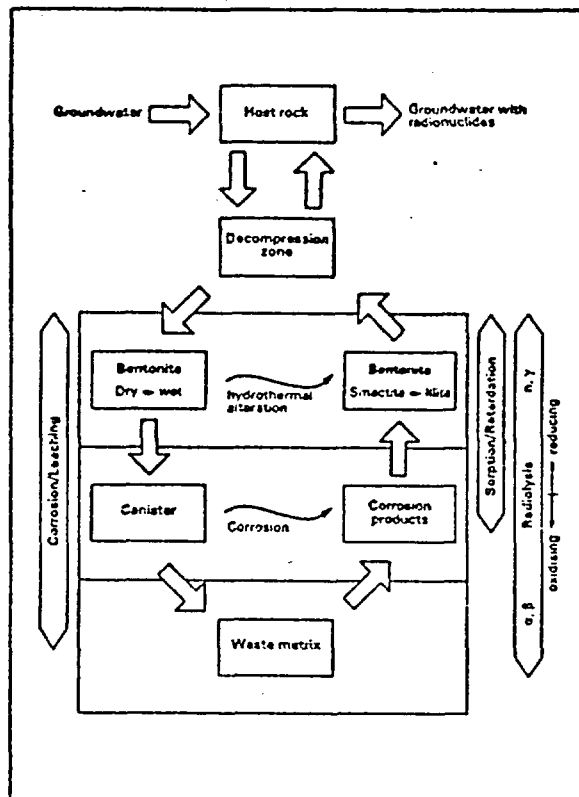 Groundwater
Host rock
Groundwater with
radionuclides
Decompression
zone
Bentonite
Dry → wet
hydrothermal
alteration
Bentonite
Smectite → Illite
Canister
Corrosion
Corrosion
products
Waste matrix
Corrosion/Leaching
Sorption/Retardation
n, γ
Radiolysis
α, β
reducing
oxidising